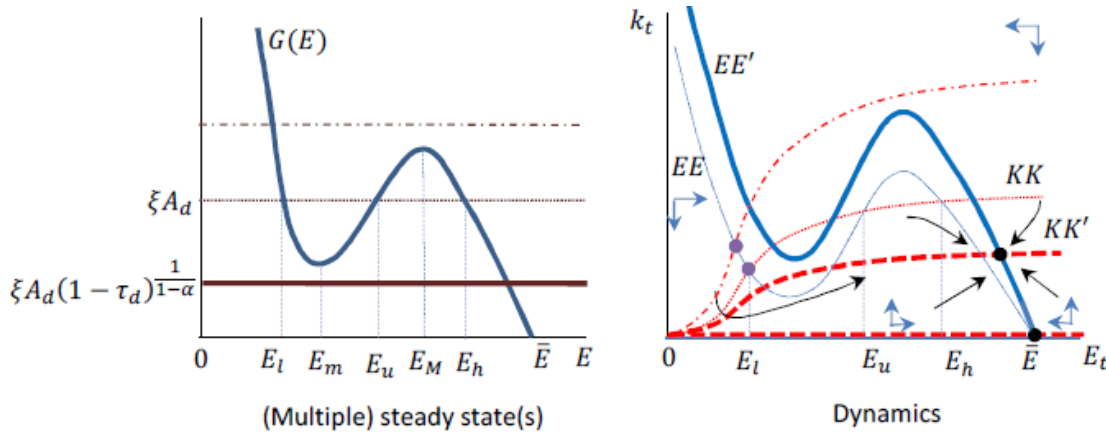 G(E)
ξA_d
ξA_d(1 − τ_d)^{\frac{1}{1−α}}
0 E_l E_m E_u E_M E_h Ē E
(Multiple) steady state(s)
k_t
EE′
EE
KK
KK′
0 E_l E_u E_h Ē E_t
Dynamics